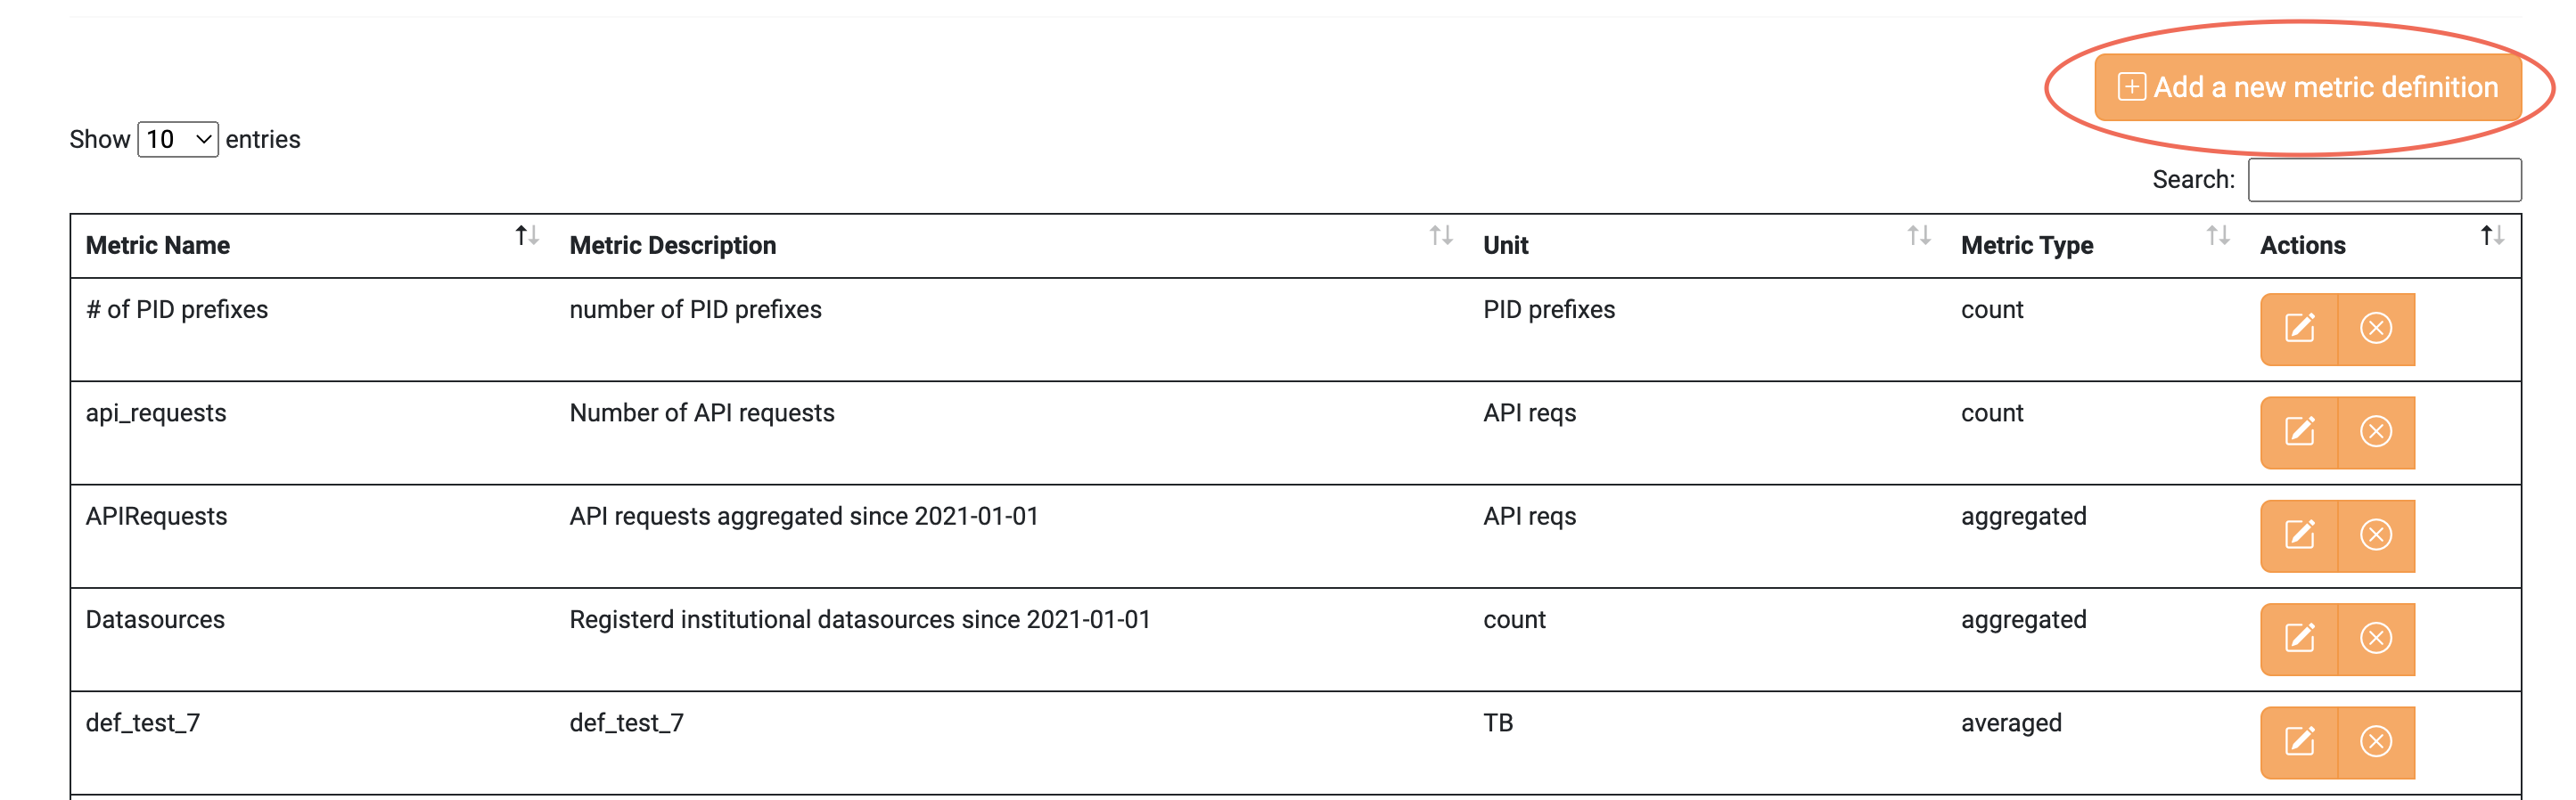 Add a new metric definition
Show 10 entries
Search:
Metric Name Metric Description Unit Metric Type Actions
# of PID prefixes number of PID prefixes PID prefixes count
api_requests Number of API requests API reqs count
APIRequests API requests aggregated since 2021-01-01 API reqs aggregated
Datasources Registerd institutional datasources since 2021-01-01 count aggregated
def_test_7 def_test_7 TB averaged